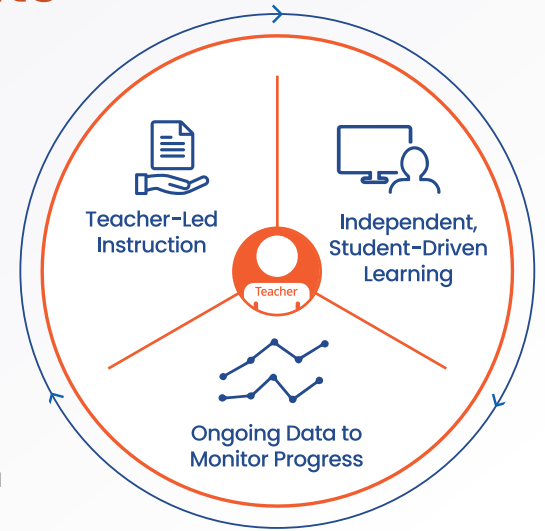 Teacher-Led
Instruction
Independent,
Student-Driven
Learning
Teacher
Ongoing Data to
Monitor Progress